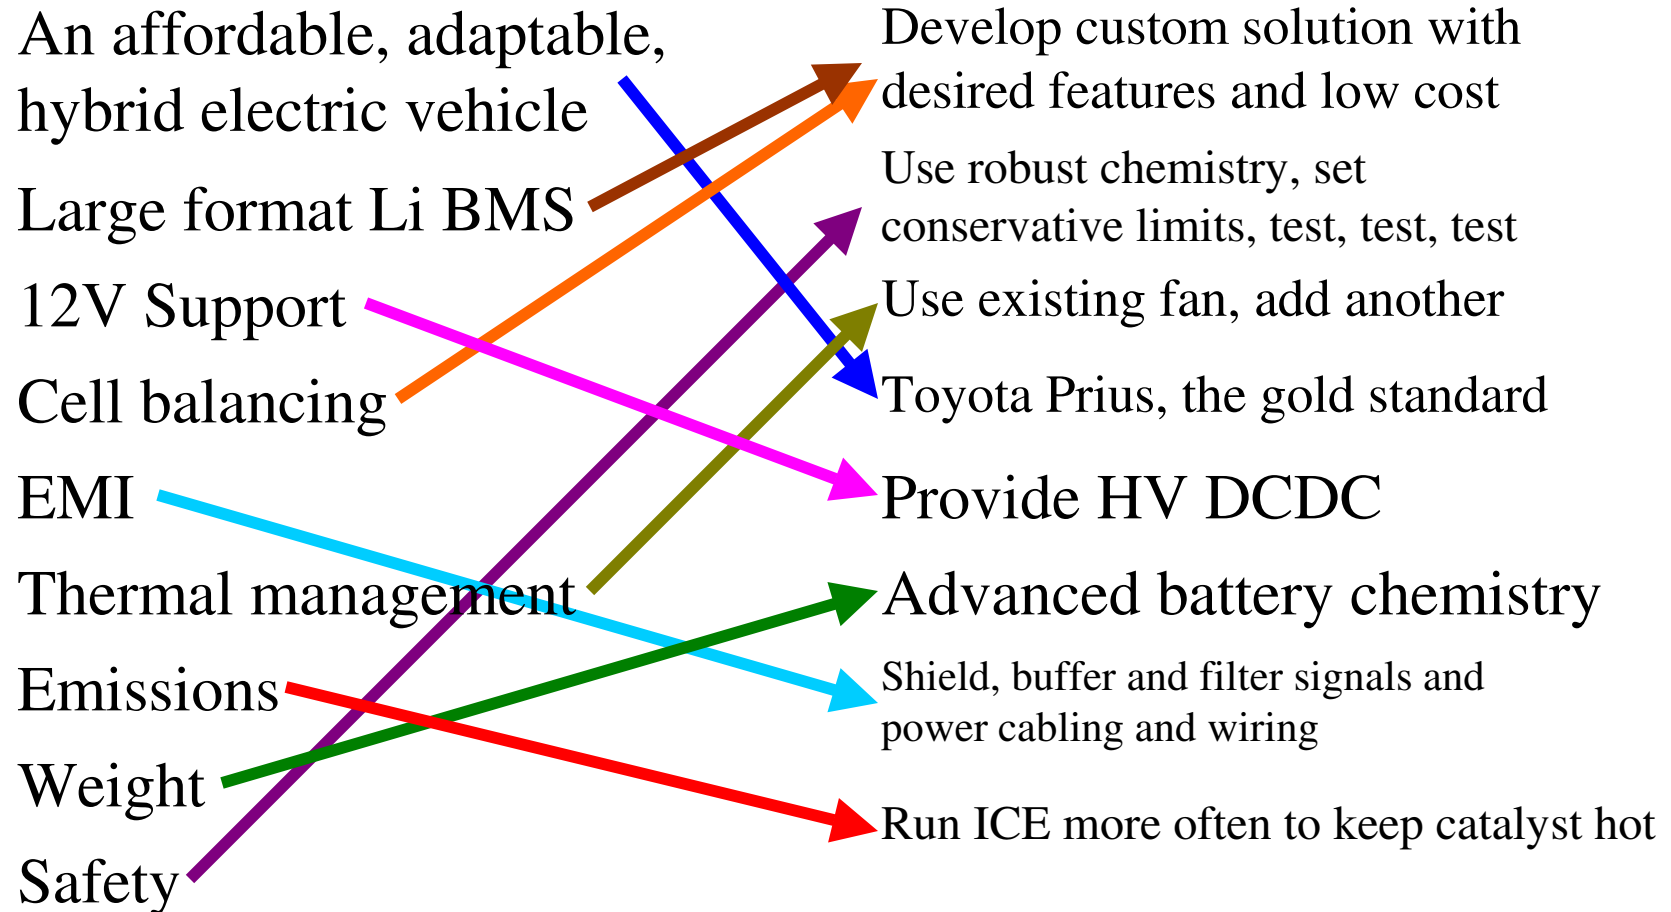 An affordable, adaptable,
hybrid electric vehicle
Large format Li BMS
12V Support
Cell balancing
EMI
Thermal management
Emissions
Weight
Safety
Develop custom solution with
desired features and low cost
Use robust chemistry, set
conservative limits, test, test, test
Use existing fan, add another
Toyota Prius, the gold standard
Provide HV DCDC
Advanced battery chemistry
Shield, buffer and filter signals and
power cabling and wiring
Run ICE more often to keep catalyst hot